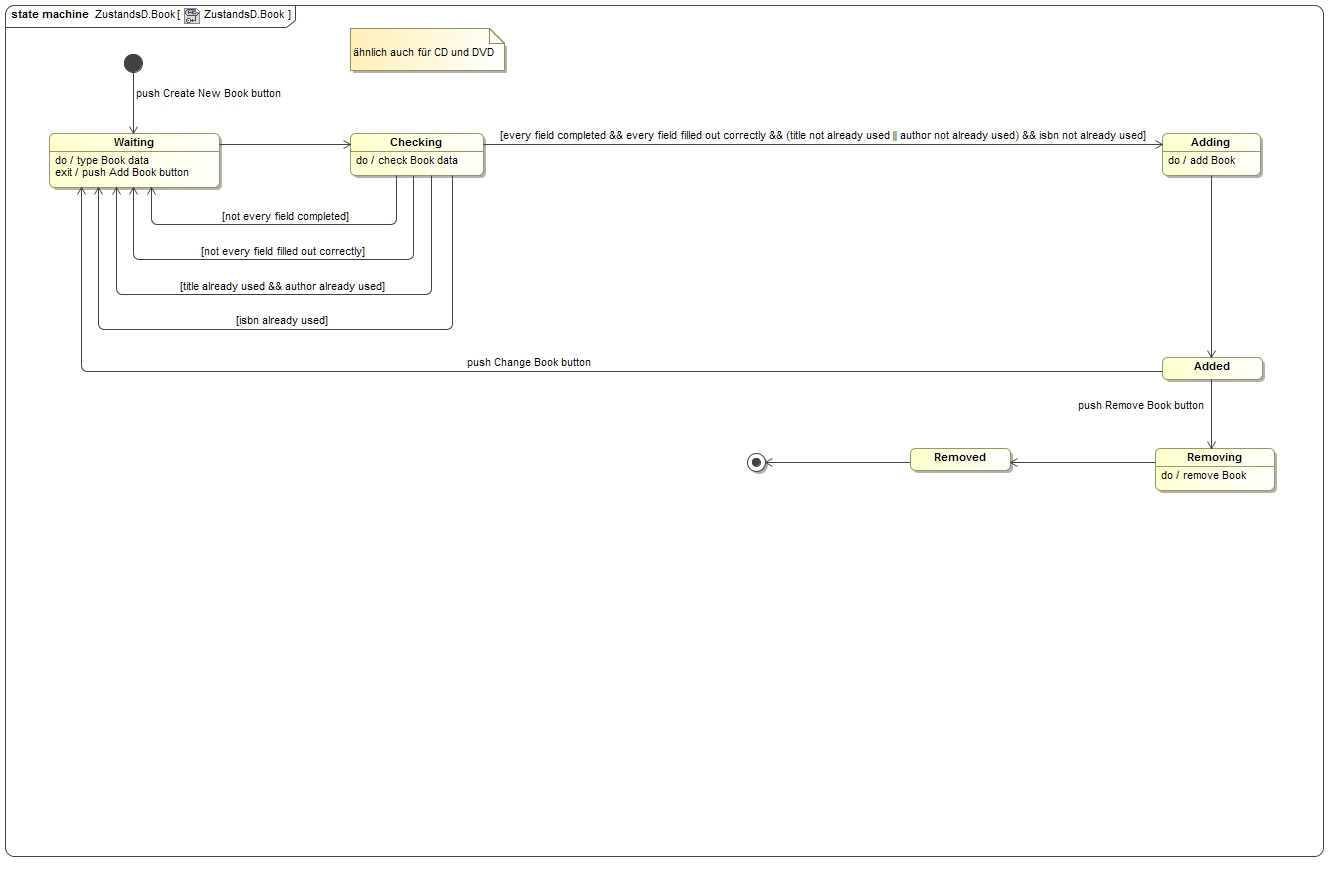 state machine ZustandsD.Book [ ZustandsD.Book ]
ähnlich auch für CD und DVD
push Create New Book button
Waiting
do / type Book data
exit / push Add Book button
Checking
do / check Book data
[every field completed && every field filled out correctly && (title not already used || author not already used) && isbn not already used]
Adding
do / add Book
[not every field completed]
[not every field filled out correctly]
[title already used && author already used]
[isbn already used]
push Change Book button
Added
push Remove Book button
Removed
Removing
do / remove Book